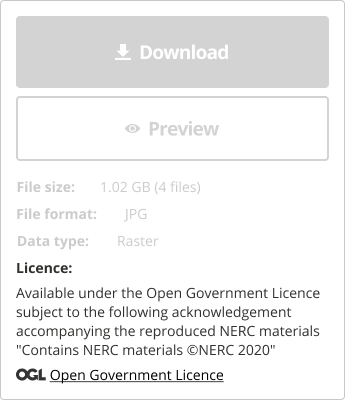 Download
Preview
File size: 1.02 GB (4 files)
File format: JPG
Data type: Raster
Licence:
Available under the Open Government Licence
subject to the following acknowledgement
accompanying the reproduced NERC materials
"Contains NERC materials ©NERC 2020"
OGL Open Government Licence